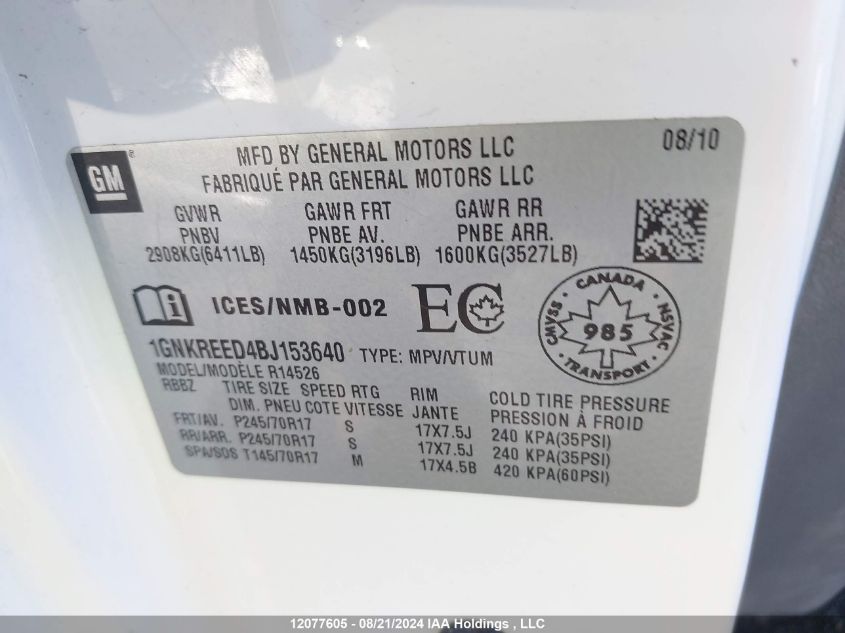 GM®
MFD BY GENERAL MOTORS LLC 08/10
FABRIQUÉ PAR GENERAL MOTORS LLC
GVWR GAWR FRT GAWR RR
PNBV PNBE AV. PNBE ARR.
2908KG(6411LB) 1450KG(3196LB) 1600KG(3527LB)
i ICES/NMB-002 EC
CANADA
CMVSS 985 NSVAC
TRANSPORT
1GNKREED4BJ153640 TYPE: MPV/VTUM
MODEL/MODÈLE R14526
RBBZ TIRE SIZE SPEED RTG RIM COLD TIRE PRESSURE
DIM. PNEU COTE VITESSE JANTE PRESSION À FROID
FRT/AV. P245/70R17 S 17X7.5J 240 KPA(35PSI)
RR/ARR. P245/70R17 S 17X7.5J 240 KPA(35PSI)
SPA/SOS T145/70R17 M 17X4.5B 420 KPA(60PSI)
12077605 - 08/21/2024 IAA Holdings , LLC